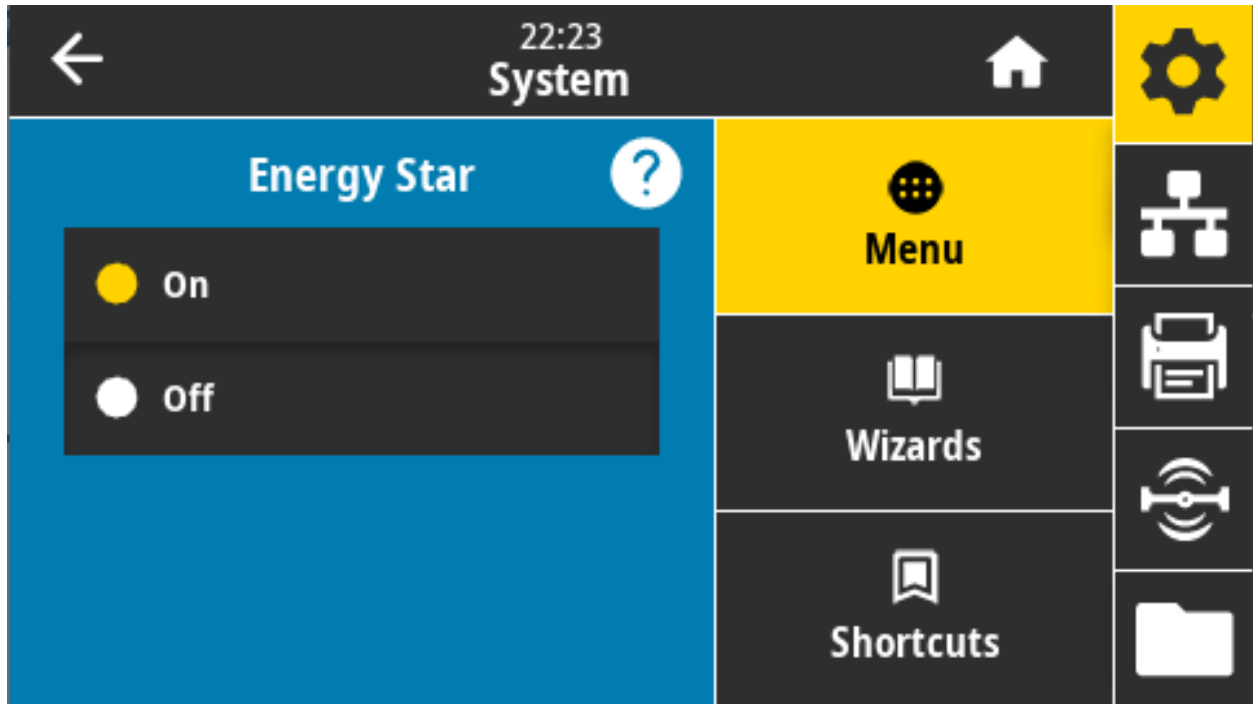 22:23
System
Energy Star
?
On
Off
Menu
Wizards
Shortcuts